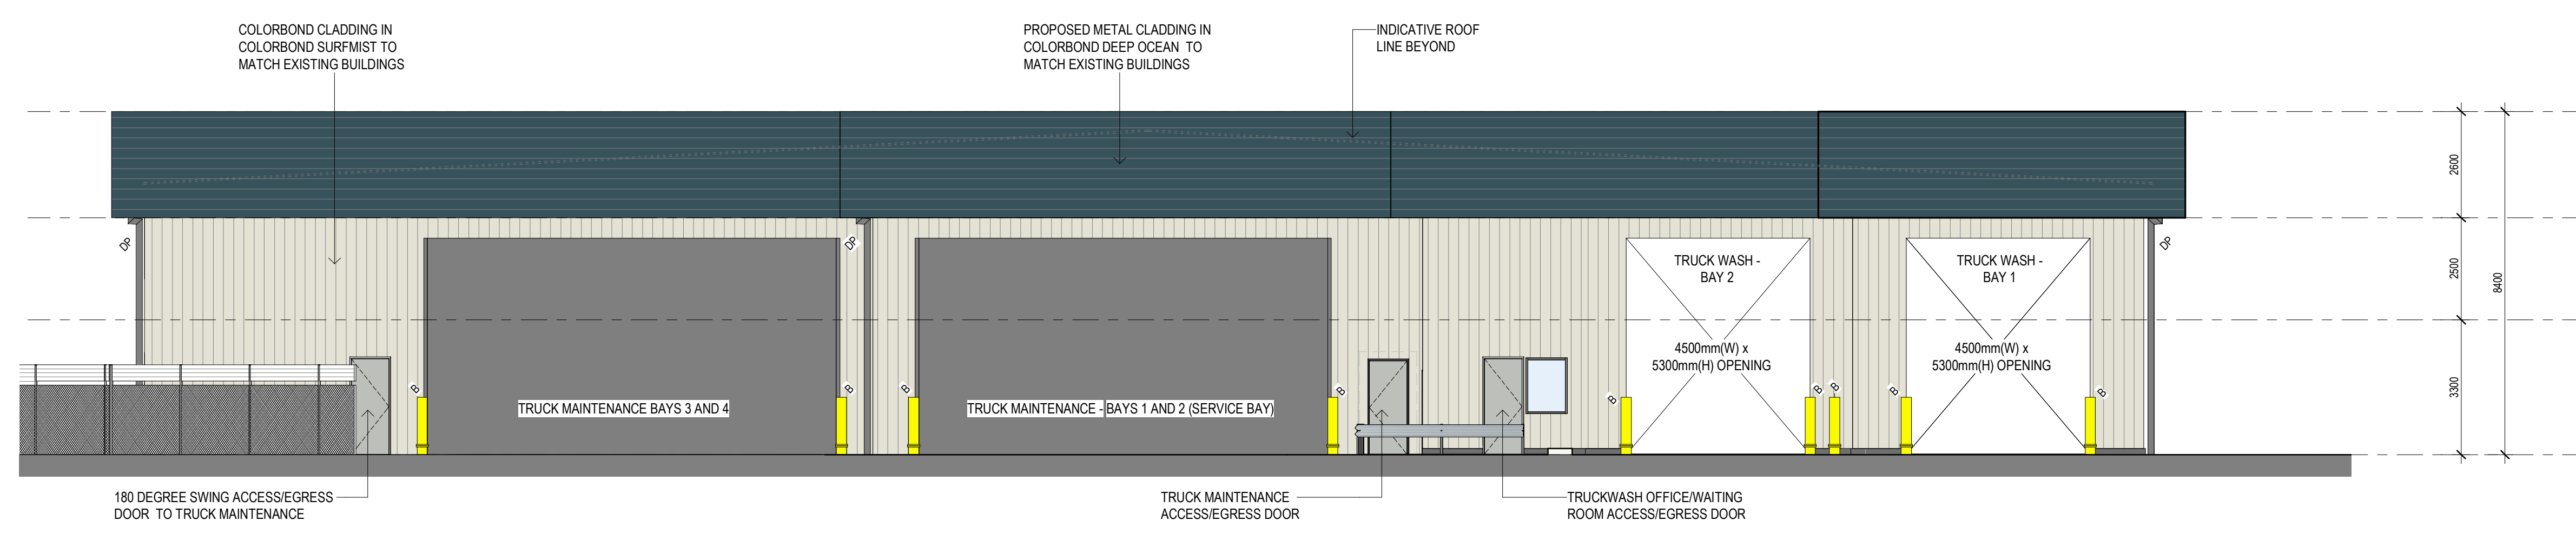 COLORBOND CLADDING IN
COLORBOND SURFMIST TO
MATCH EXISTING BUILDINGS
PROPOSED METAL CLADDING IN
COLORBOND DEEP OCEAN TO
MATCH EXISTING BUILDINGS
INDICATIVE ROOF
LINE BEYOND
2600
2500
3300
8400
DP
DP
DP
TRUCK WASH -
BAY 2
4500mm(W) x
5300mm(H) OPENING
TRUCK WASH -
BAY 1
4500mm(W) x
5300mm(H) OPENING
B
B
B
B
B
B
B
B
B
TRUCK MAINTENANCE BAYS 3 AND 4
TRUCK MAINTENANCE - BAYS 1 AND 2 (SERVICE BAY)
180 DEGREE SWING ACCESS/EGRESS
DOOR TO TRUCK MAINTENANCE
TRUCK MAINTENANCE
ACCESS/EGRESS DOOR
TRUCKWASH OFFICE/WAITING
ROOM ACCESS/EGRESS DOOR